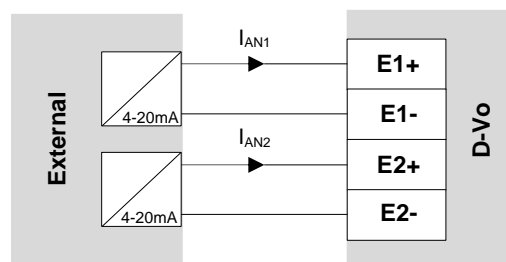 External
4-20mA
4-20mA
I_AN1
I_AN2
E1+
E1-
E2+
E2-
D-Vo